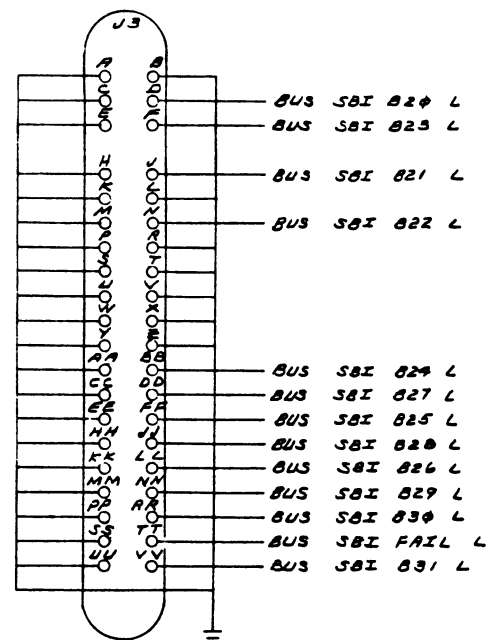 J3
A B
C D BUS SBI B2Ø L
E F BUS SBI B23 L
H J BUS SBI B21 L
K L
M N BUS SBI B22 L
P R
S T
U V
W X
Y Z
AA BB BUS SBI B24 L
CC DD BUS SBI B27 L
EE FF BUS SBI B25 L
HH JJ BUS SBI B28 L
KK LL BUS SBI B26 L
MM NN BUS SBI B29 L
PP RR BUS SBI B3Ø L
SS TT BUS SBI FAIL L
UU VV BUS SBI B31 L